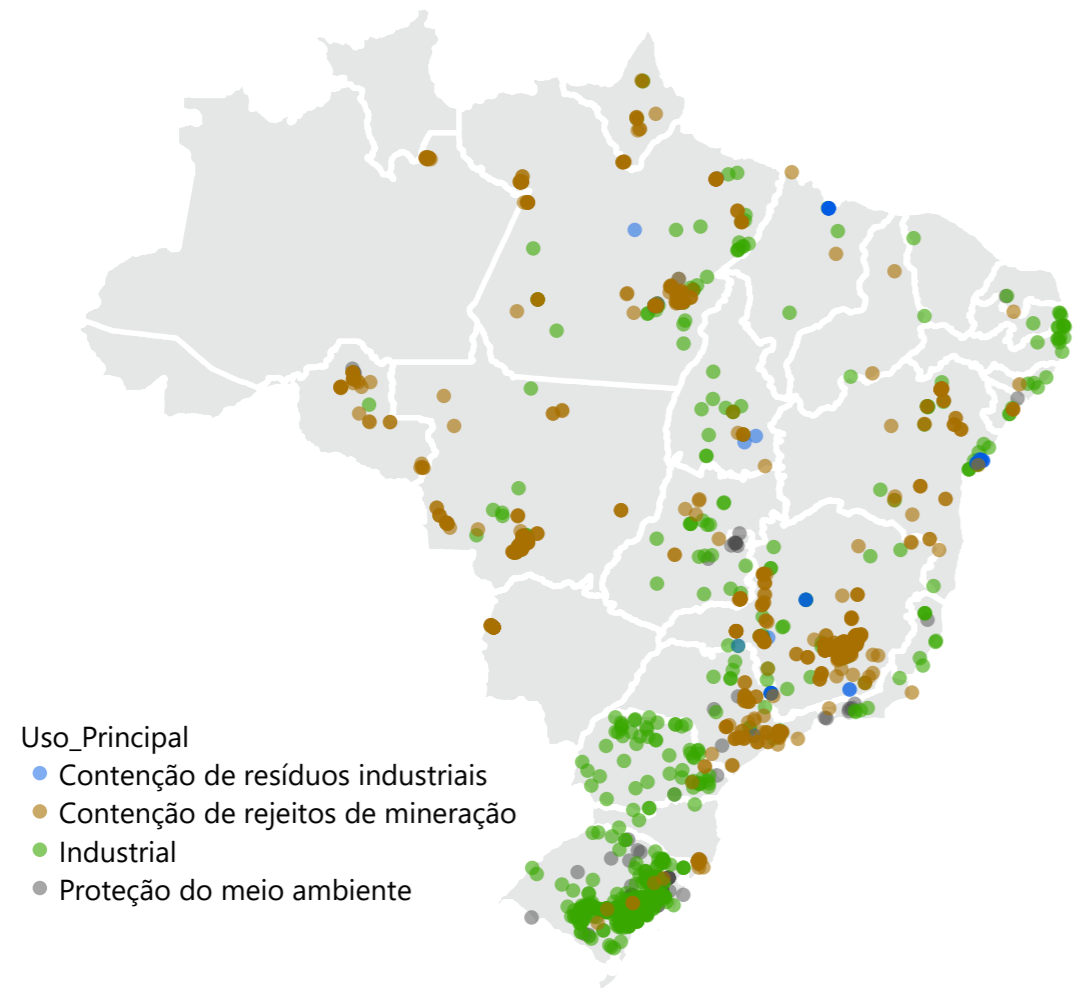 Uso_Principal
Contenção de resíduos industriais
Contenção de rejeitos de mineração
Industrial
Proteção do meio ambiente